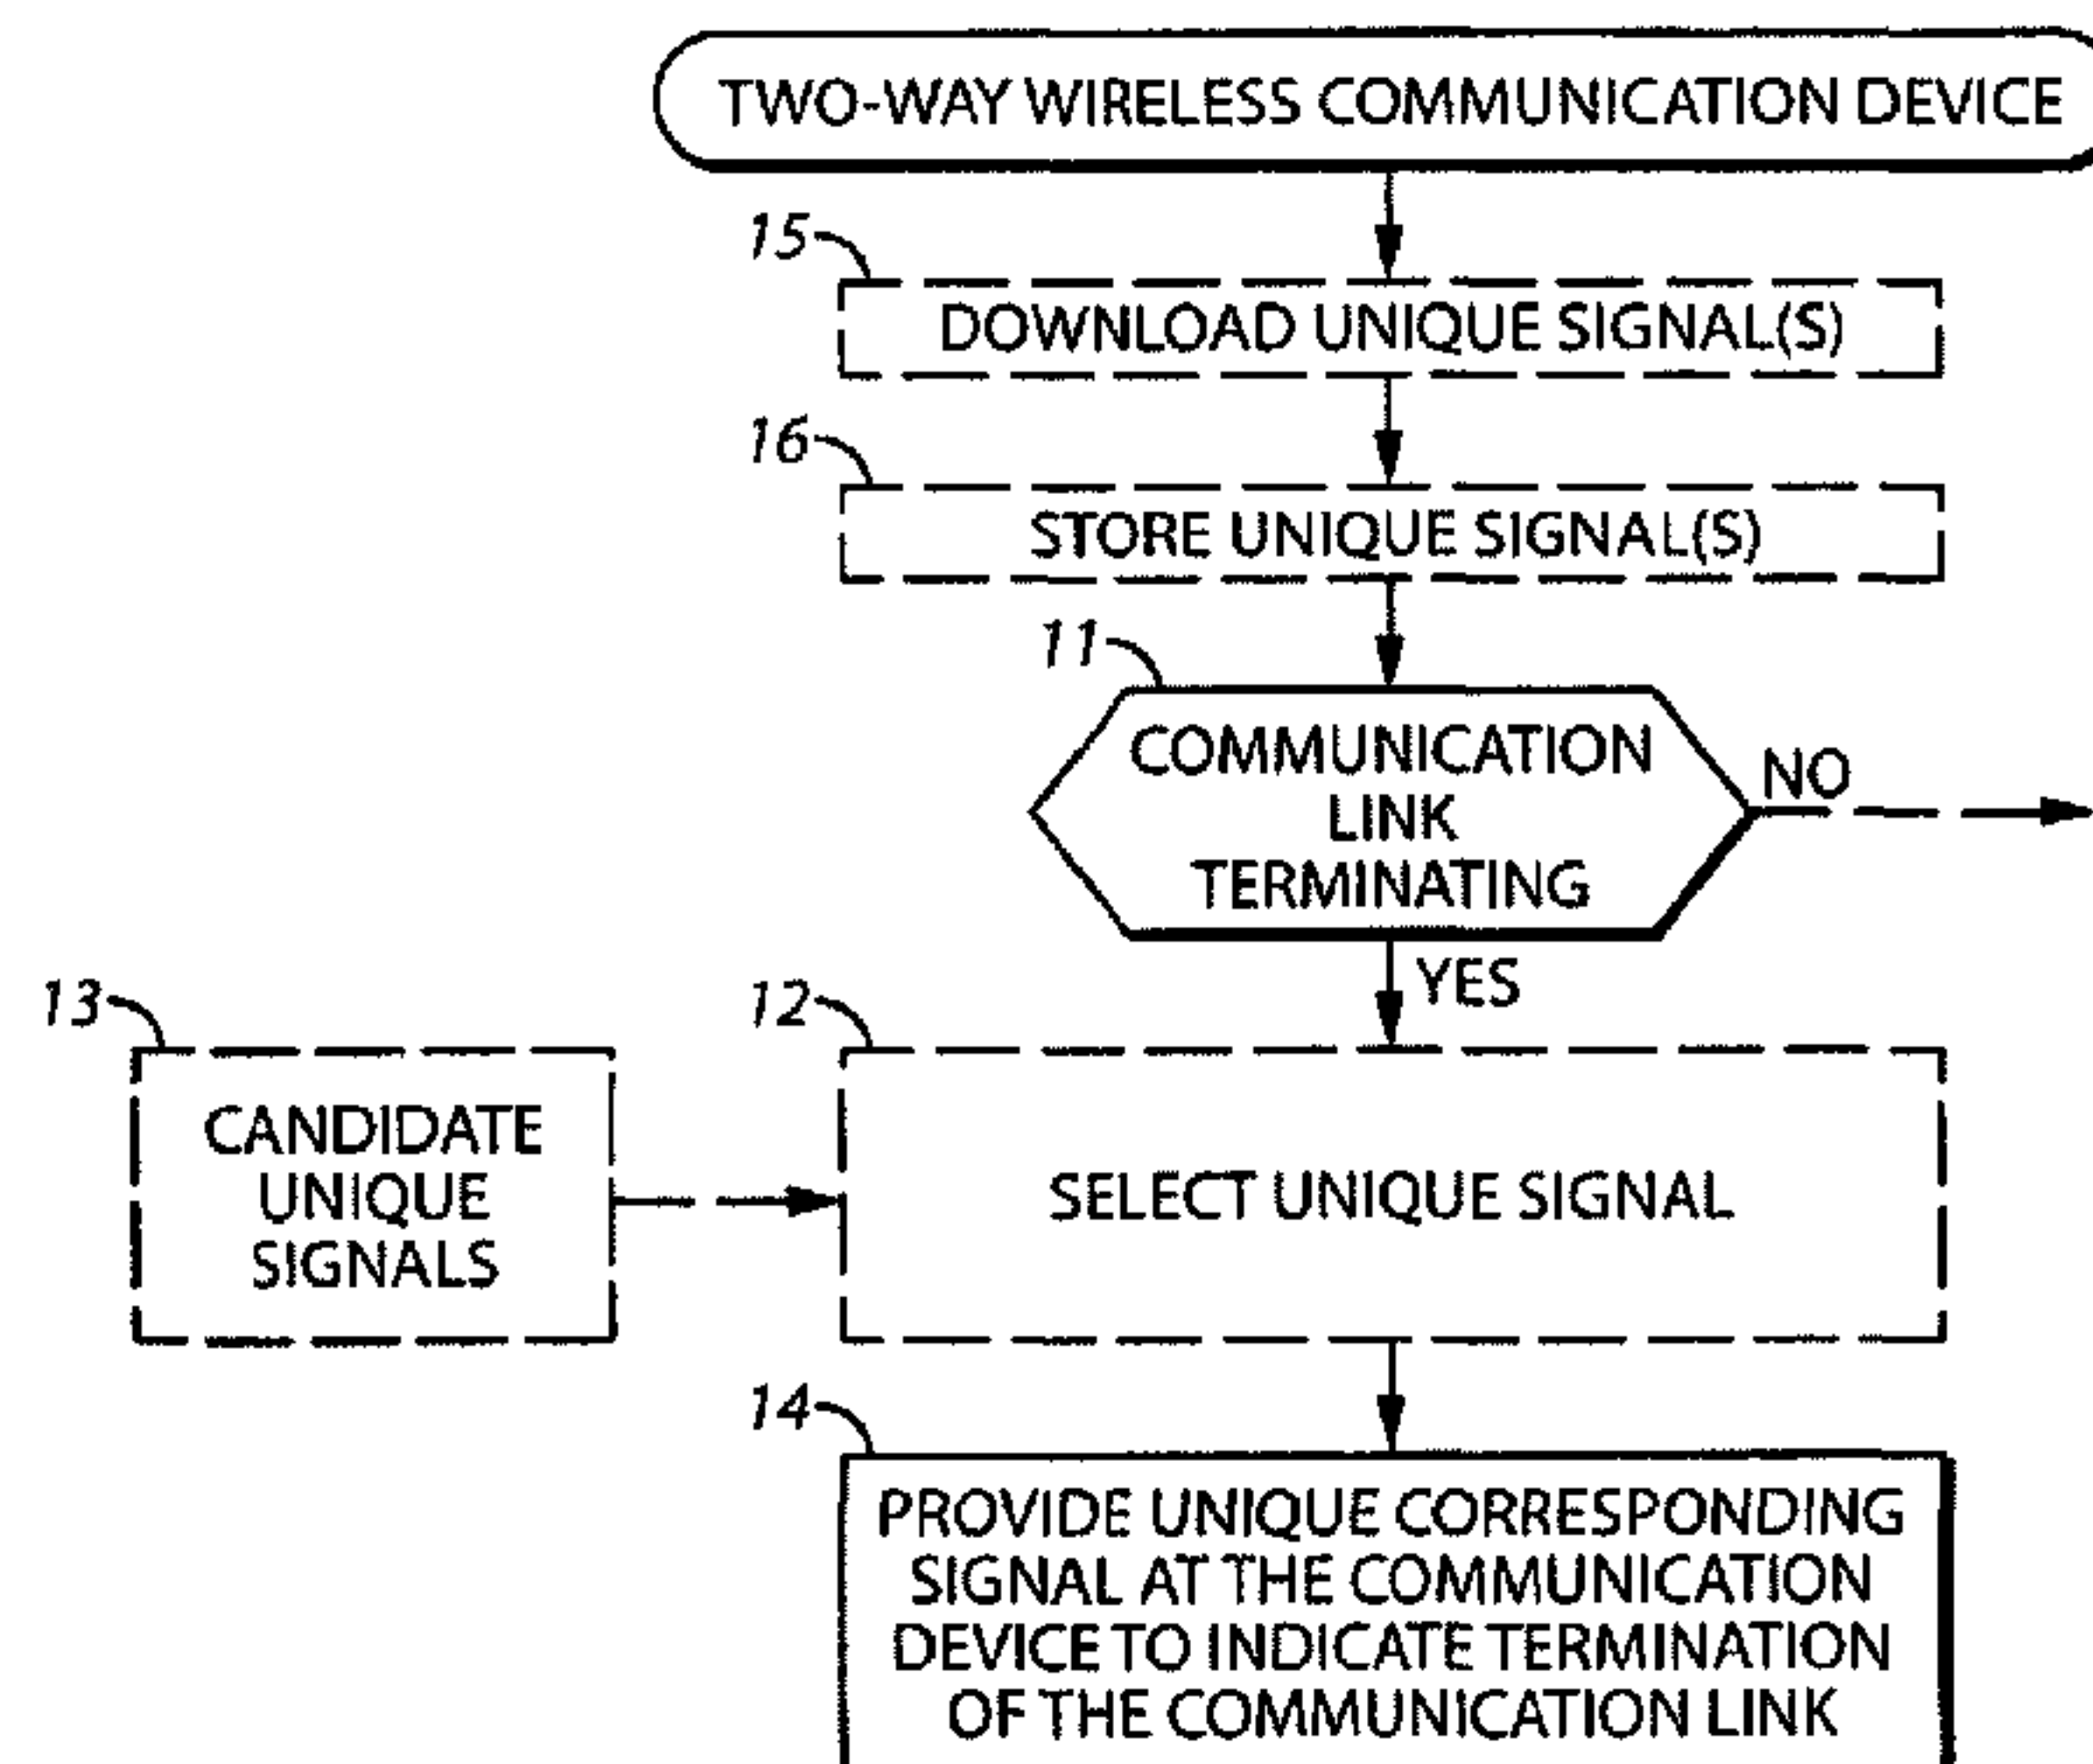 TWO-WAY WIRELESS COMMUNICATION DEVICE
15
DOWNLOAD UNIQUE SIGNAL(S)
16
STORE UNIQUE SIGNAL(S)
11
COMMUNICATION
LINK
TERMINATING
NO
YES
13
CANDIDATE
UNIQUE
SIGNALS
12
SELECT UNIQUE SIGNAL
14
PROVIDE UNIQUE CORRESPONDING
SIGNAL AT THE COMMUNICATION
DEVICE TO INDICATE TERMINATION
OF THE COMMUNICATION LINK